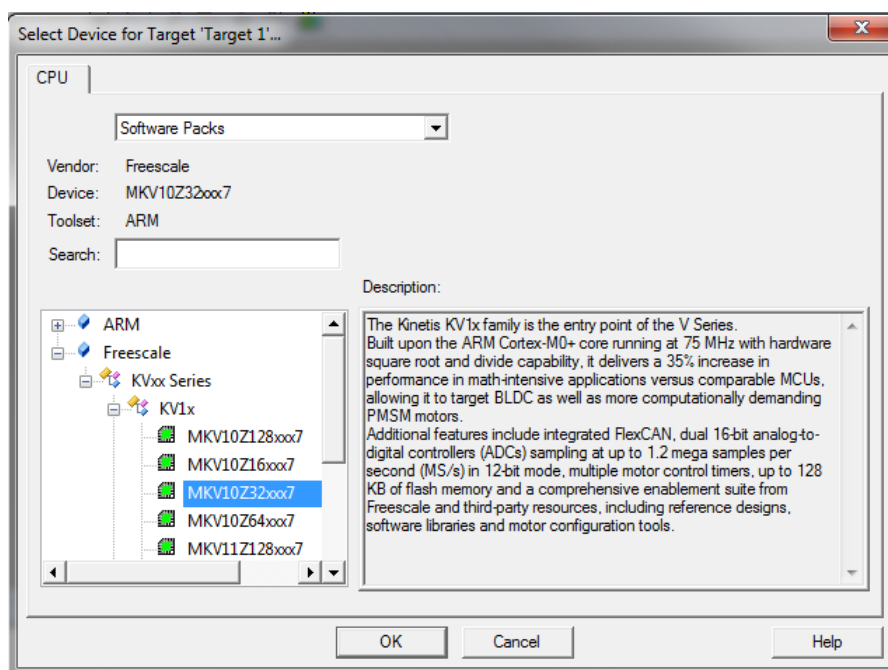 Select Device for Target 'Target 1'...
CPU
Software Packs
Vendor: Freescale
Device: MKV10Z32xxx7
Toolset: ARM
Search:
Description:
ARM
Freescale
KVxx Series
KV1x
MKV10Z128xxx7
MKV10Z16xxx7
MKV10Z32xxx7
MKV10Z64xxx7
MKV11Z128xxx7
The Kinetis KV1x family is the entry point of the V Series.
Built upon the ARM Cortex-M0+ core running at 75 MHz with hardware
square root and divide capability, it delivers a 35% increase in
performance in math-intensive applications versus comparable MCUs,
allowing it to target BLDC as well as more computationally demanding
PMSM motors.
Additional features include integrated FlexCAN, dual 16-bit analog-to-
digital controllers (ADCs) sampling at up to 1.2 mega samples per
second (MS/s) in 12-bit mode, multiple motor control timers, up to 128
KB of flash memory and a comprehensive enablement suite from
Freescale and third-party resources, including reference designs,
software libraries and motor configuration tools.
OK
Cancel
Help